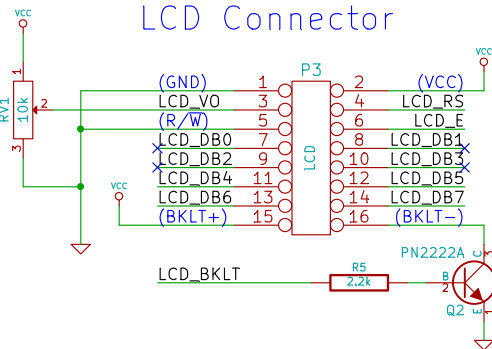 LCD Connector
VCC
VCC
P3
1
(GND)
1
2
(VCC)
RV1
10k
2
LCD_VO
3
4
LCD_RS
(R/W̅)
5
6
LCD_E
3
LCD_DB0
7
8
LCD_DB1
LCD
LCD_DB2
9
10
LCD_DB3
VCC
LCD_DB4
11
12
LCD_DB5
LCD_DB6
13
14
LCD_DB7
(BKLT+)
15
16
(BKLT-)
PN2222A
C
3
LCD_BKLT
R5
2.2k
B
2
Q2
E
1